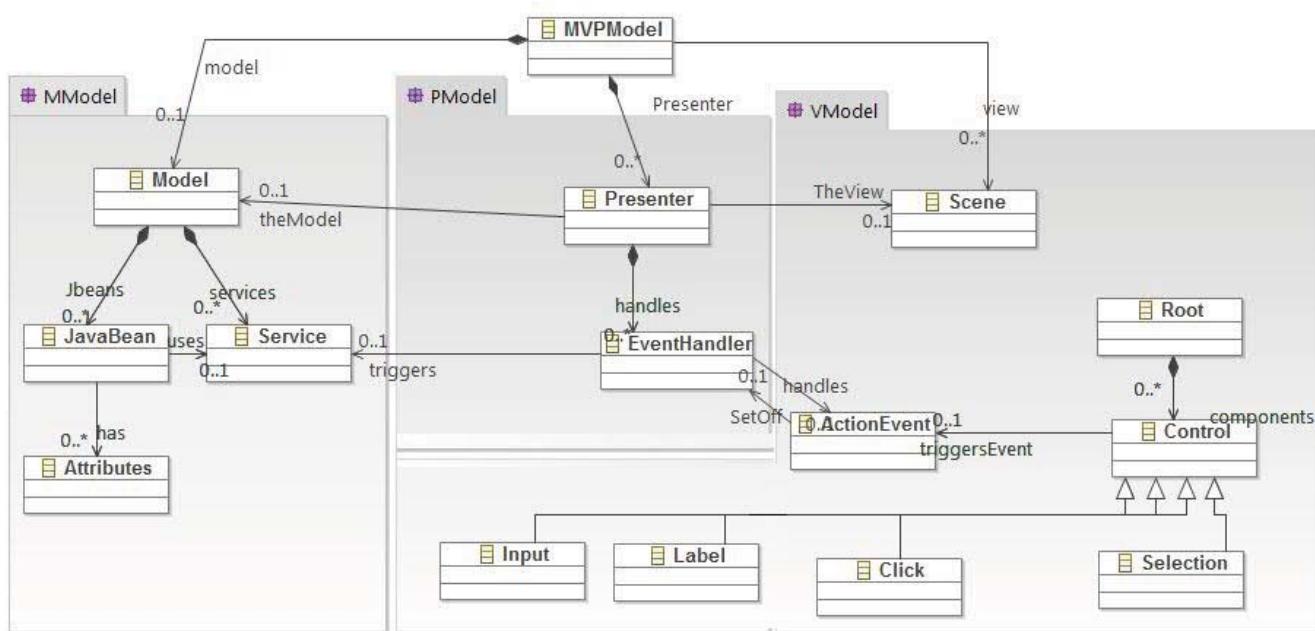 MVPModel
model
Presenter
view
MModel
PModel
VModel
0..1
0..*
0..*
Model
0..1
theModel
Presenter
TheView
0..1
Scene
Jbeans
0..*
services
0..*
handles
0..*
JavaBean
uses
0..1
Service
0..1
triggers
EventHandler
0..1
handles
SetOff
ActionEvent
0..1
triggersEvent
Root
0..*
components
Control
has
0..*
Attributes
Input
Label
Click
Selection